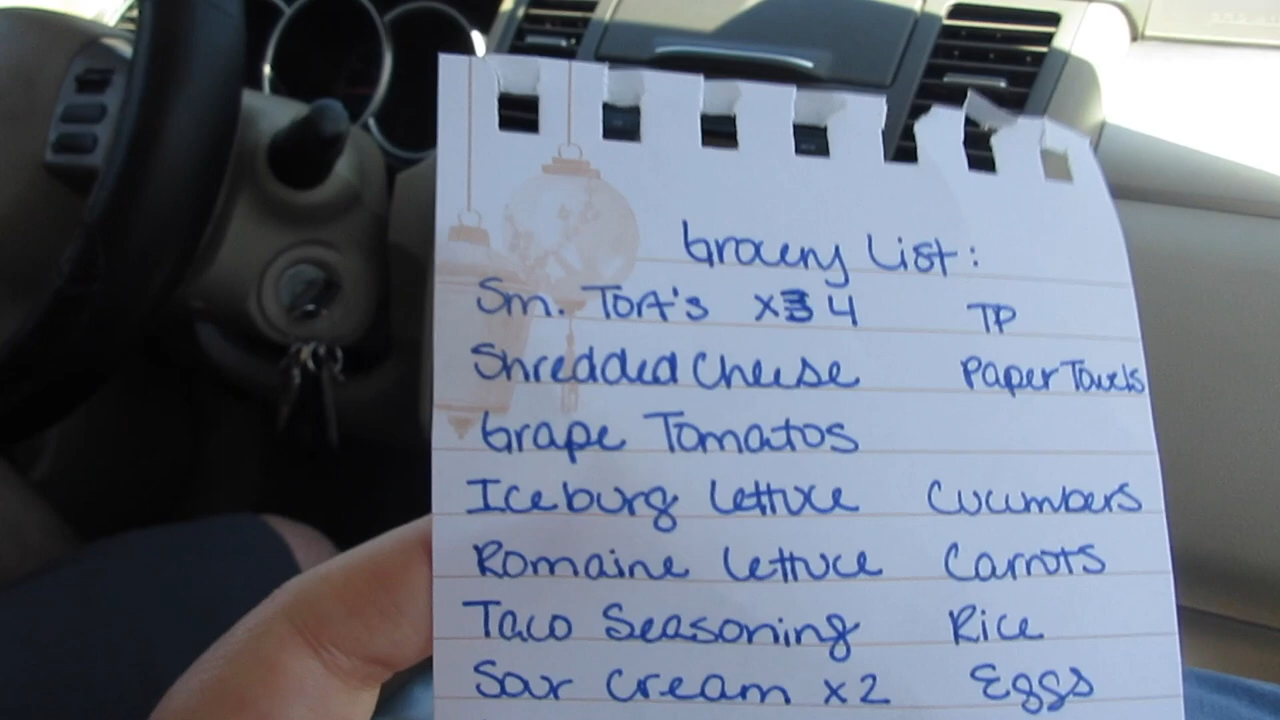 Grocery List:
Sm. Tort's x3 4 TP
Shredded Cheese Paper Towels
Grape Tomatos
Iceburg Lettuce Cucumbers
Romaine Lettuce Carrots
Taco Seasoning Rice
Sour Cream x2 Eggs